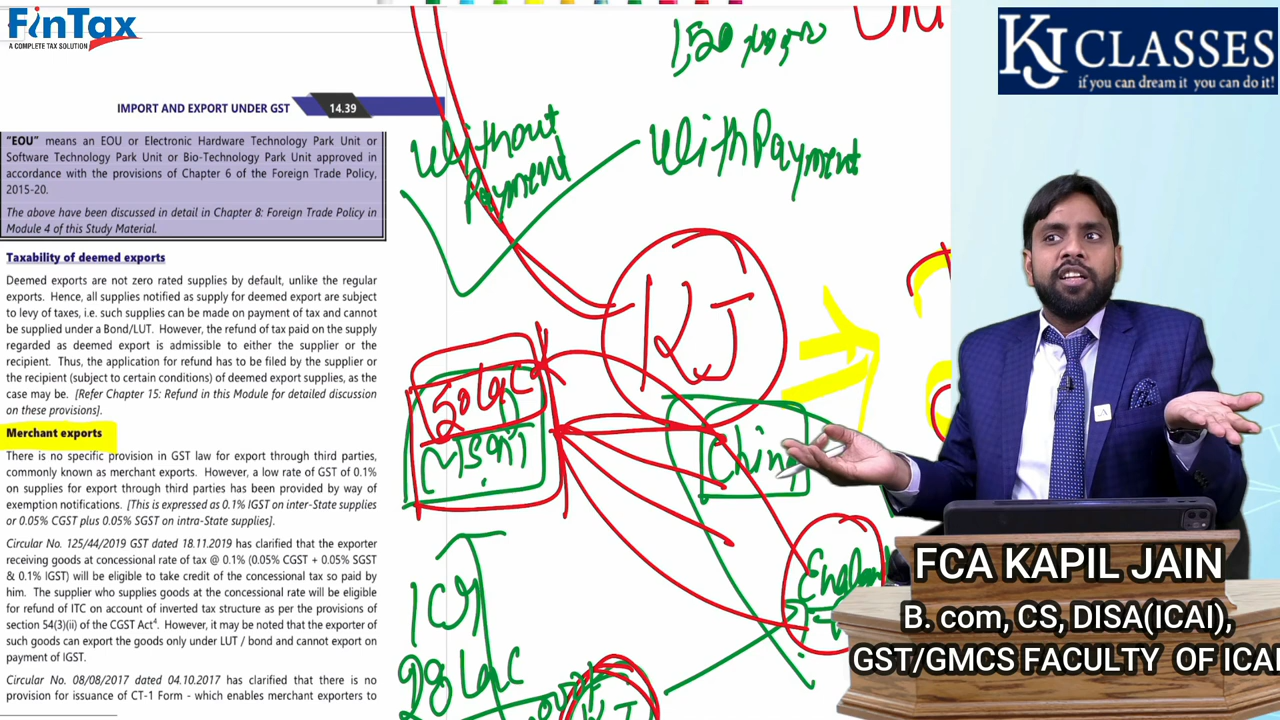 FinTax
A COMPLETE TAX SOLUTION
IMPORT AND EXPORT UNDER GST 14.39
"EOU" means an EOU or Electronic Hardware Technology Park Unit or
Software Technology Park Unit or Bio-Technology Park Unit approved in
accordance with the provisions of Chapter 6 of the Foreign Trade Policy,
2015-20.
The above have been discussed in detail in Chapter 8: Foreign Trade Policy in
Module 4 of this Study Material.
Taxability of deemed exports
Deemed exports are not zero rated supplies by default, unlike the regular
exports. Hence, all supplies notified as supply for deemed export are subject
to levy of taxes, i.e. such supplies can be made on payment of tax and cannot
be supplied under a Bond/LUT. However, the refund of tax paid on the supply
regarded as deemed export is admissible to either the supplier or the
recipient. Thus, the application for refund has to be filed by the supplier or
the recipient (subject to certain conditions) of deemed export supplies, as the
case may be. [Refer Chapter 15: Refund in this Module for detailed discussion
on these provisions].
Merchant exports
There is no specific provision in GST law for export through third parties,
commonly known as merchant exports. However, a low rate of GST of 0.1%
on supplies for export through third parties has been provided by way of
exemption notifications. [This is expressed as 0.1% IGST on inter-State supplies
or 0.05% CGST plus 0.05% SGST on intra-State supplies].
Circular No. 125/44/2019 GST dated 18.11.2019 has clarified that the exporter
receiving goods at concessional rate of tax @ 0.1% (0.05% CGST + 0.05% SGST
& 0.1% IGST) will be eligible to take credit of the concessional tax so paid by
him. The supplier who supplies goods at the concessional rate will be eligible
for refund of ITC on account of inverted tax structure as per the provisions of
section 54(3)(ii) of the CGST Act⁴. However, it may be noted that the exporter of
such goods can export the goods only under LUT / bond and cannot export on
payment of IGST.
Circular No. 08/08/2017 dated 04.10.2017 has clarified that there is no
provision for issuance of CT-1 Form - which enables merchant exporters to
Without
Payment
With Payment
KJ
50 lac
China
28 lac
KJ CLASSES
if you can dream it you can do it!
FCA KAPIL JAIN
B. com, CS, DISA(ICAI),
GST/GMCS FACULTY OF ICAI